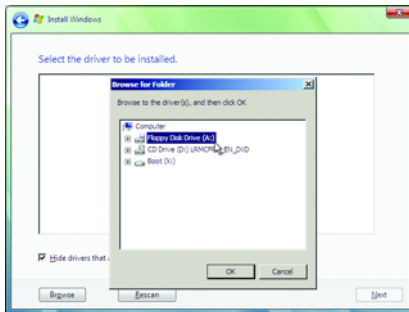 Install Windows
Select the driver to be installed.
Browse for Folder
Browse to the driver(s), and then click OK
Computer
Floppy Disk Drive (A:)
CD Drive (D:) EN_DVD
Boot (X:)
Hide drivers that
OK
Cancel
Browse
Rescan
Next